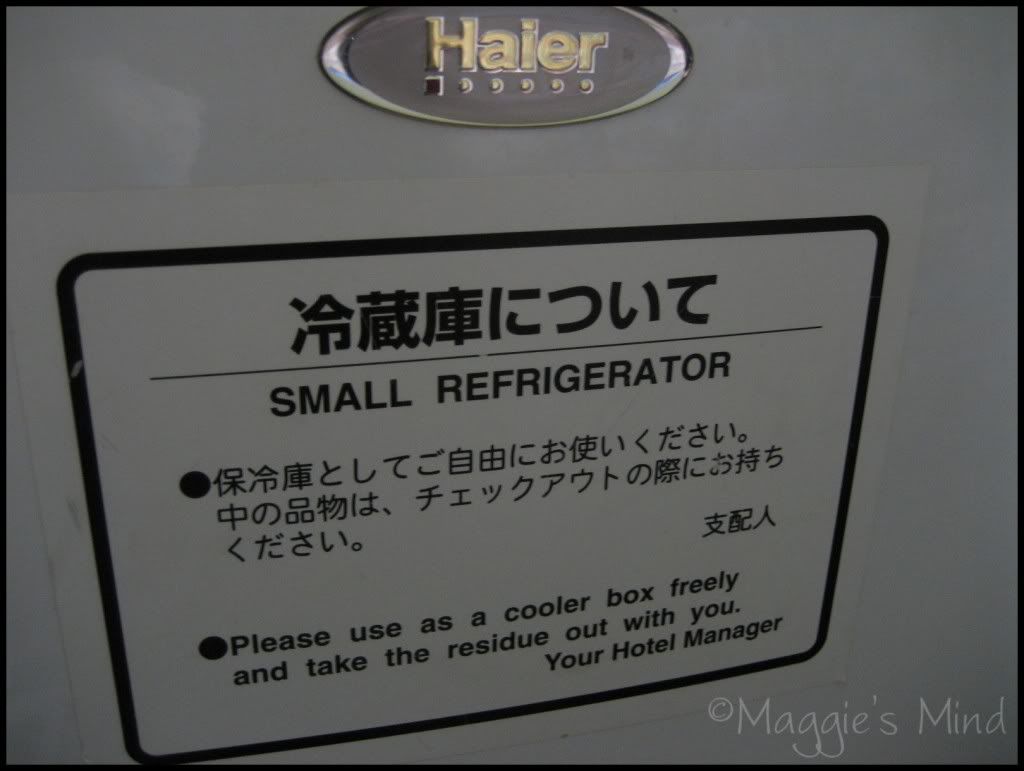 Haier
冷蔵庫について
SMALL REFRIGERATOR
●保冷庫としてご自由にお使いください。
中の品物は、チェックアウトの際にお持ち
ください。
支配人
●Please use as a cooler box freely
and take the residue out with you.
Your Hotel Manager
©Maggie's Mind